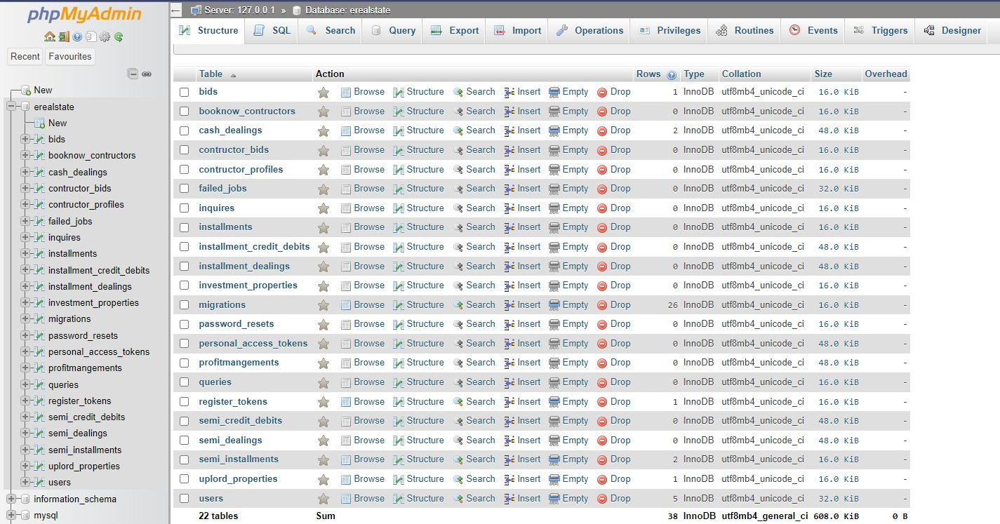 phpMyAdmin
Recent Favourites
New
erealstate
New
bids
booknow_contructors
cash_dealings
contructor_bids
contructor_profiles
failed_jobs
inquires
installments
installment_credit_debits
installment_dealings
investment_properties
migrations
password_resets
personal_access_tokens
profitmangements
queries
register_tokens
semi_credit_debits
semi_dealings
semi_installments
uplord_properties
users
information_schema
mysql
Server: 127.0.0.1 » Database: erealstate
Structure SQL Search Query Export Import Operations Privileges Routines Events Triggers Designer
Table Action Rows Type Collation Size Overhead
bids Browse Structure Search Insert Empty Drop 1 InnoDB utf8mb4_unicode_ci 16.0 KiB -
booknow_contructors Browse Structure Search Insert Empty Drop 0 InnoDB utf8mb4_unicode_ci 16.0 KiB -
cash_dealings Browse Structure Search Insert Empty Drop 2 InnoDB utf8mb4_unicode_ci 48.0 KiB -
contructor_bids Browse Structure Search Insert Empty Drop 0 InnoDB utf8mb4_unicode_ci 16.0 KiB -
contructor_profiles Browse Structure Search Insert Empty Drop 0 InnoDB utf8mb4_unicode_ci 16.0 KiB -
failed_jobs Browse Structure Search Insert Empty Drop 0 InnoDB utf8mb4_unicode_ci 32.0 KiB -
inquires Browse Structure Search Insert Empty Drop 0 InnoDB utf8mb4_unicode_ci 16.0 KiB -
installments Browse Structure Search Insert Empty Drop 0 InnoDB utf8mb4_unicode_ci 16.0 KiB -
installment_credit_debits Browse Structure Search Insert Empty Drop 0 InnoDB utf8mb4_unicode_ci 48.0 KiB -
installment_dealings Browse Structure Search Insert Empty Drop 0 InnoDB utf8mb4_unicode_ci 48.0 KiB -
investment_properties Browse Structure Search Insert Empty Drop 0 InnoDB utf8mb4_unicode_ci 16.0 KiB -
migrations Browse Structure Search Insert Empty Drop 26 InnoDB utf8mb4_unicode_ci 16.0 KiB -
password_resets Browse Structure Search Insert Empty Drop 0 InnoDB utf8mb4_unicode_ci 16.0 KiB -
personal_access_tokens Browse Structure Search Insert Empty Drop 0 InnoDB utf8mb4_unicode_ci 48.0 KiB -
profitmangements Browse Structure Search Insert Empty Drop 0 InnoDB utf8mb4_unicode_ci 48.0 KiB -
queries Browse Structure Search Insert Empty Drop 0 InnoDB utf8mb4_unicode_ci 16.0 KiB -
register_tokens Browse Structure Search Insert Empty Drop 1 InnoDB utf8mb4_unicode_ci 16.0 KiB -
semi_credit_debits Browse Structure Search Insert Empty Drop 0 InnoDB utf8mb4_unicode_ci 48.0 KiB -
semi_dealings Browse Structure Search Insert Empty Drop 0 InnoDB utf8mb4_unicode_ci 48.0 KiB -
semi_installments Browse Structure Search Insert Empty Drop 2 InnoDB utf8mb4_unicode_ci 16.0 KiB -
uplord_properties Browse Structure Search Insert Empty Drop 1 InnoDB utf8mb4_unicode_ci 16.0 KiB -
users Browse Structure Search Insert Empty Drop 5 InnoDB utf8mb4_unicode_ci 32.0 KiB -
22 tables Sum 38 InnoDB utf8mb4_general_ci 608.0 KiB 0 B